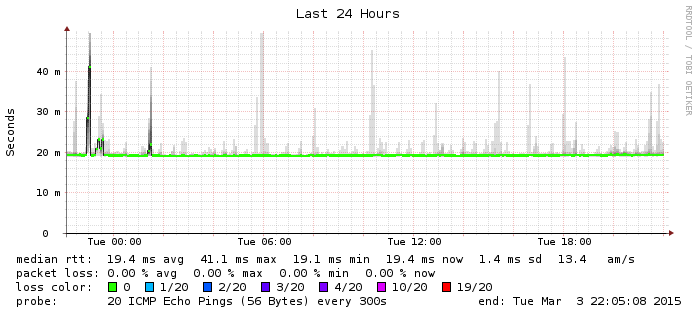 Last 24 Hours
RRDTOOL / TOBI OETIKER
Seconds
40 m
30 m
20 m
10 m
0
Tue 00:00 Tue 06:00 Tue 12:00 Tue 18:00
median rtt: 19.4 ms avg 41.1 ms max 19.1 ms min 19.4 ms now 1.4 ms sd 13.4 am/s
packet loss: 0.00 % avg 0.00 % max 0.00 % min 0.00 % now
loss color: 0 1/20 2/20 3/20 4/20 10/20 19/20
probe: 20 ICMP Echo Pings (56 Bytes) every 300s end: Tue Mar 3 22:05:08 2015